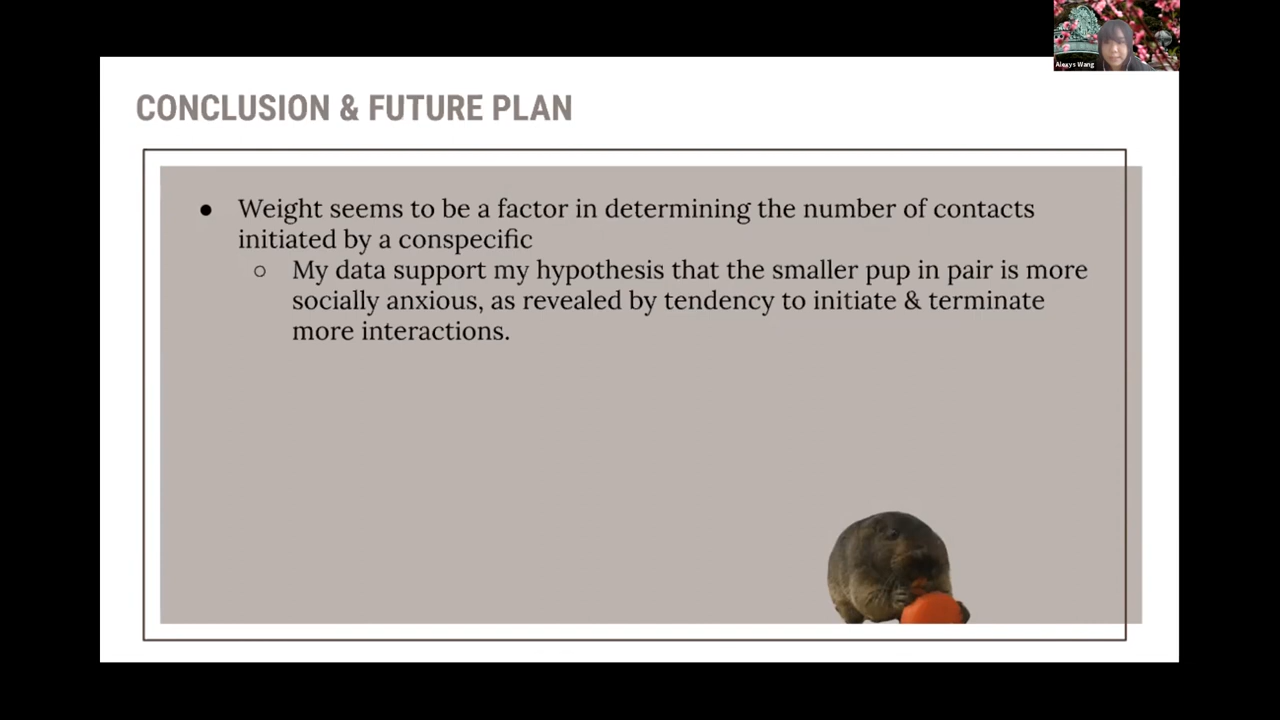 Alexys Wang
CONCLUSION & FUTURE PLAN
● Weight seems to be a factor in determining the number of contacts
initiated by a conspecific
○ My data support my hypothesis that the smaller pup in pair is more
socially anxious, as revealed by tendency to initiate & terminate
more interactions.